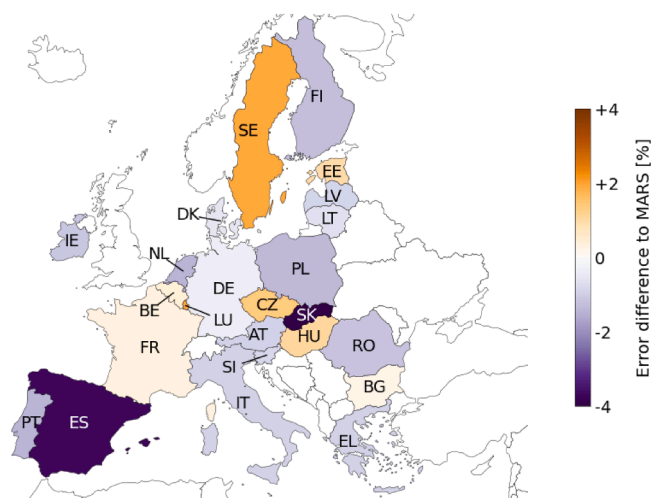 FI
SE
EE
LV
DK
LT
IE
NL
PL
DE
BE
CZ
SK
LU
AT
HU
FR
RO
SI
BG
IT
PT
ES
EL
+4
+2
0
-2
-4
Error difference to MARS [%]